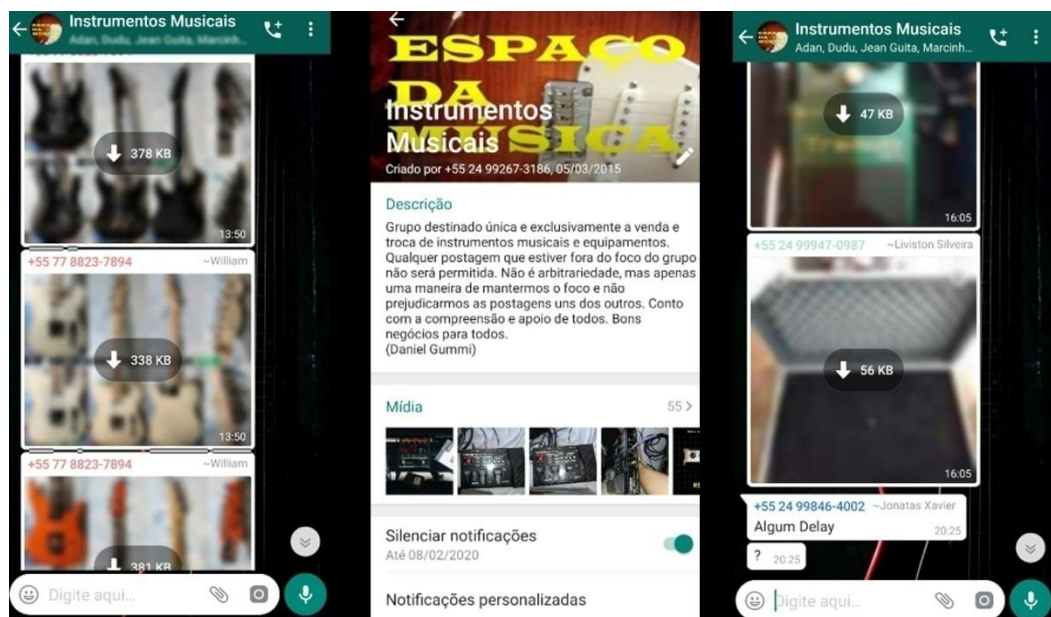 Instrumentos Musicais
Adan, Dudu, Jean Guita, Marcinh...
378 KB
13:50
+55 77 8823-7894 ~William
338 KB
13:50
+55 77 8823-7894 ~William
381 KB
Digite aqui...
ESPAÇO
DA
MÚSICA
Instrumentos
Musicais
Criado por +55 24 99267-3186, 05/03/2015
Descrição
Grupo destinado única e exclusivamente a venda e
troca de instrumentos musicais e equipamentos.
Qualquer postagem que estiver fora do foco do grupo
não será permitida. Não é arbitrariedade, mas apenas
uma maneira de mantermos o foco e não
prejudicarmos as postagens uns dos outros. Conto
com a compreensão e apoio de todos. Bons
negócios para todos.
(Daniel Gummi)
Mídia 55 >
Silenciar notificações
Até 08/02/2020
Notificações personalizadas
Instrumentos Musicais
Adan, Dudu, Jean Guita, Marcinh...
47 KB
16:05
+55 24 99947-0987 ~Liviston Silveira
56 KB
16:05
+55 24 99846-4002 ~Jonatas Xavier
Algum Delay 20:25
? 20:25
Digite aqui...